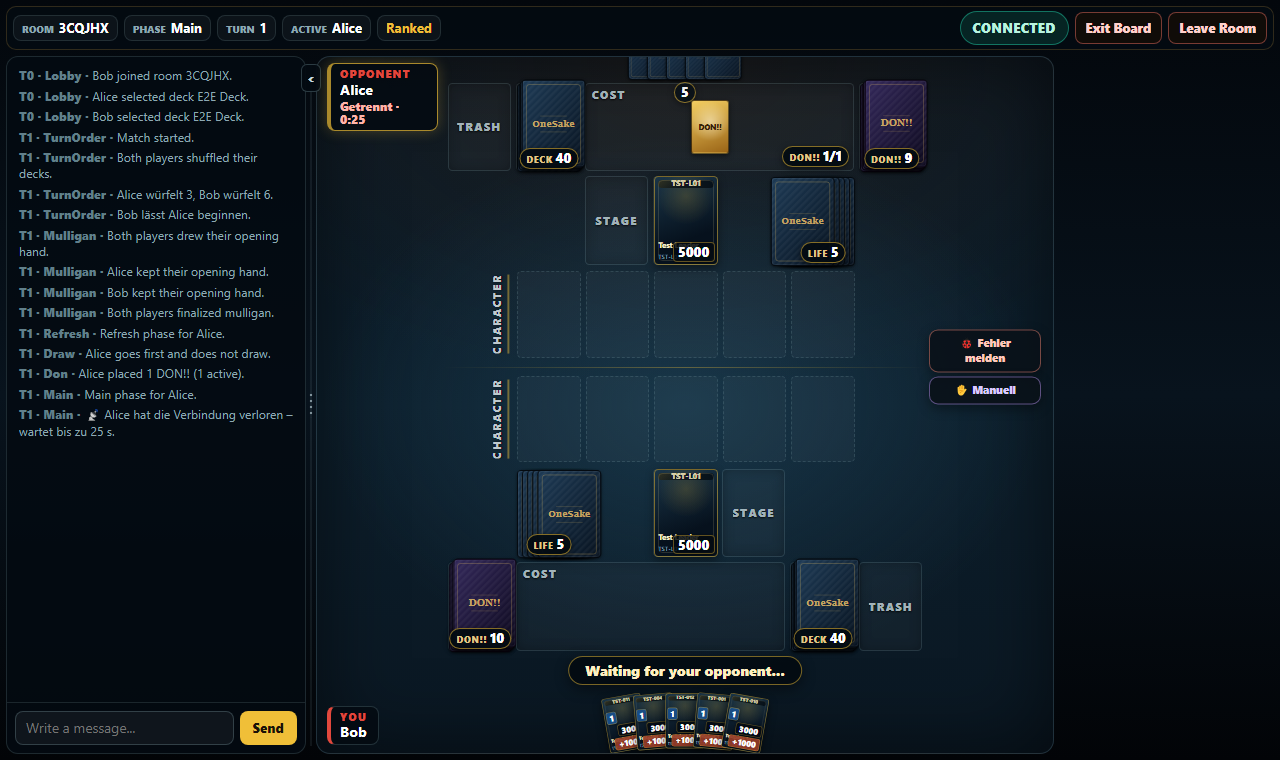 ROOM 3CQJHX PHASE Main TURN 1 ACTIVE Alice Ranked CONNECTED Exit Board Leave Room
T0 · Lobby · Bob joined room 3CQJHX.
T0 · Lobby · Alice selected deck E2E Deck.
T0 · Lobby · Bob selected deck E2E Deck.
T1 · TurnOrder · Match started.
T1 · TurnOrder · Both players shuffled their
decks.
T1 · TurnOrder · Alice würfelt 3, Bob würfelt 6.
T1 · TurnOrder · Bob lässt Alice beginnen.
T1 · Mulligan · Both players drew their opening
hand.
T1 · Mulligan · Alice kept their opening hand.
T1 · Mulligan · Bob kept their opening hand.
T1 · Mulligan · Both players finalized mulligan.
T1 · Refresh · Refresh phase for Alice.
T1 · Draw · Alice goes first and does not draw.
T1 · Don · Alice placed 1 DON!! (1 active).
T1 · Main · Main phase for Alice.
T1 · Main · Alice hat die Verbindung verloren –
wartet bis zu 25 s.
Write a message...
Send
OPPONENT
Alice
Getrennt ·
0:25
5
TRASH
OneSake
DECK 40
COST
DON!!
DON!! 1/1
DON!!
DON!! 9
STAGE
TST-L01
Test
5000
OneSake
LIFE 5
CHARACTER
Fehler
melden
Manuell
CHARACTER
OneSake
LIFE 5
TST-L01
5000
STAGE
DON!!
DON!! 10
COST
OneSake
DECK 40
TRASH
Waiting for your opponent...
YOU
Bob
1
1
1
1
1
3000
+1000